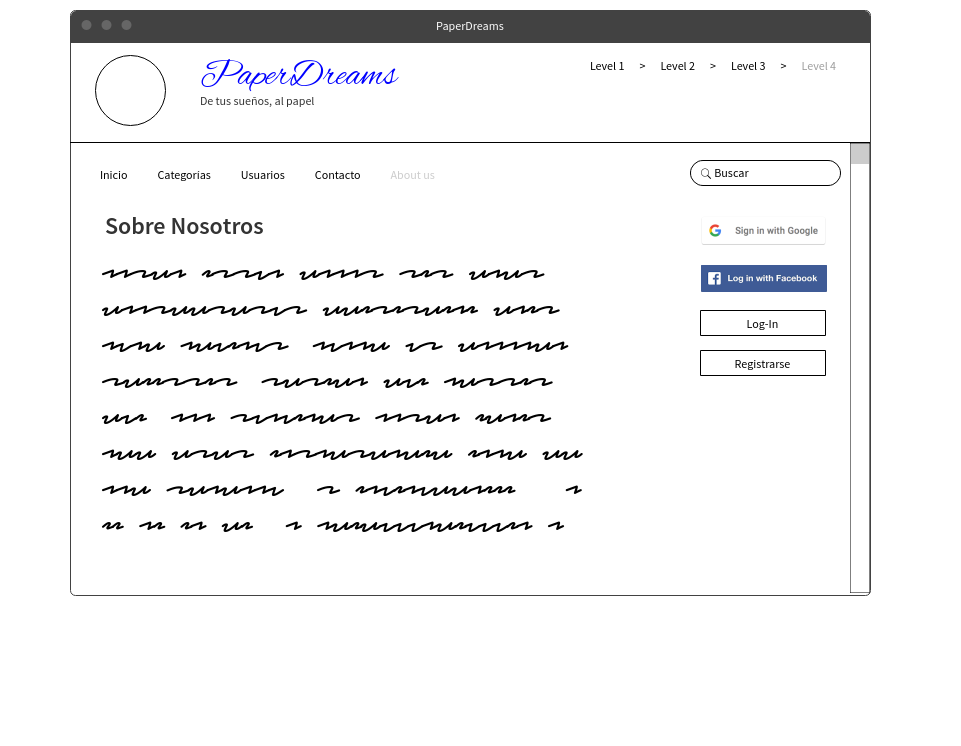 PaperDreams
PaperDreams
De tus sueños, al papel
Level 1 > Level 2 > Level 3 > Level 4
Inicio Categorías Usuarios Contacto About us
Buscar
Sobre Nosotros
Sign in with Google
Log in with Facebook
Log-In
Registrarse